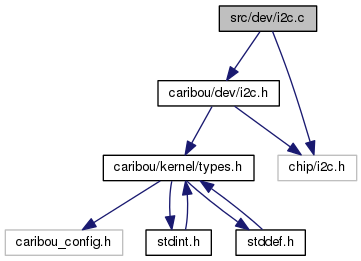 src/dev/i2c.c
caribou/dev/i2c.h
caribou/kernel/types.h
chip/i2c.h
caribou_config.h
stdint.h
stddef.h